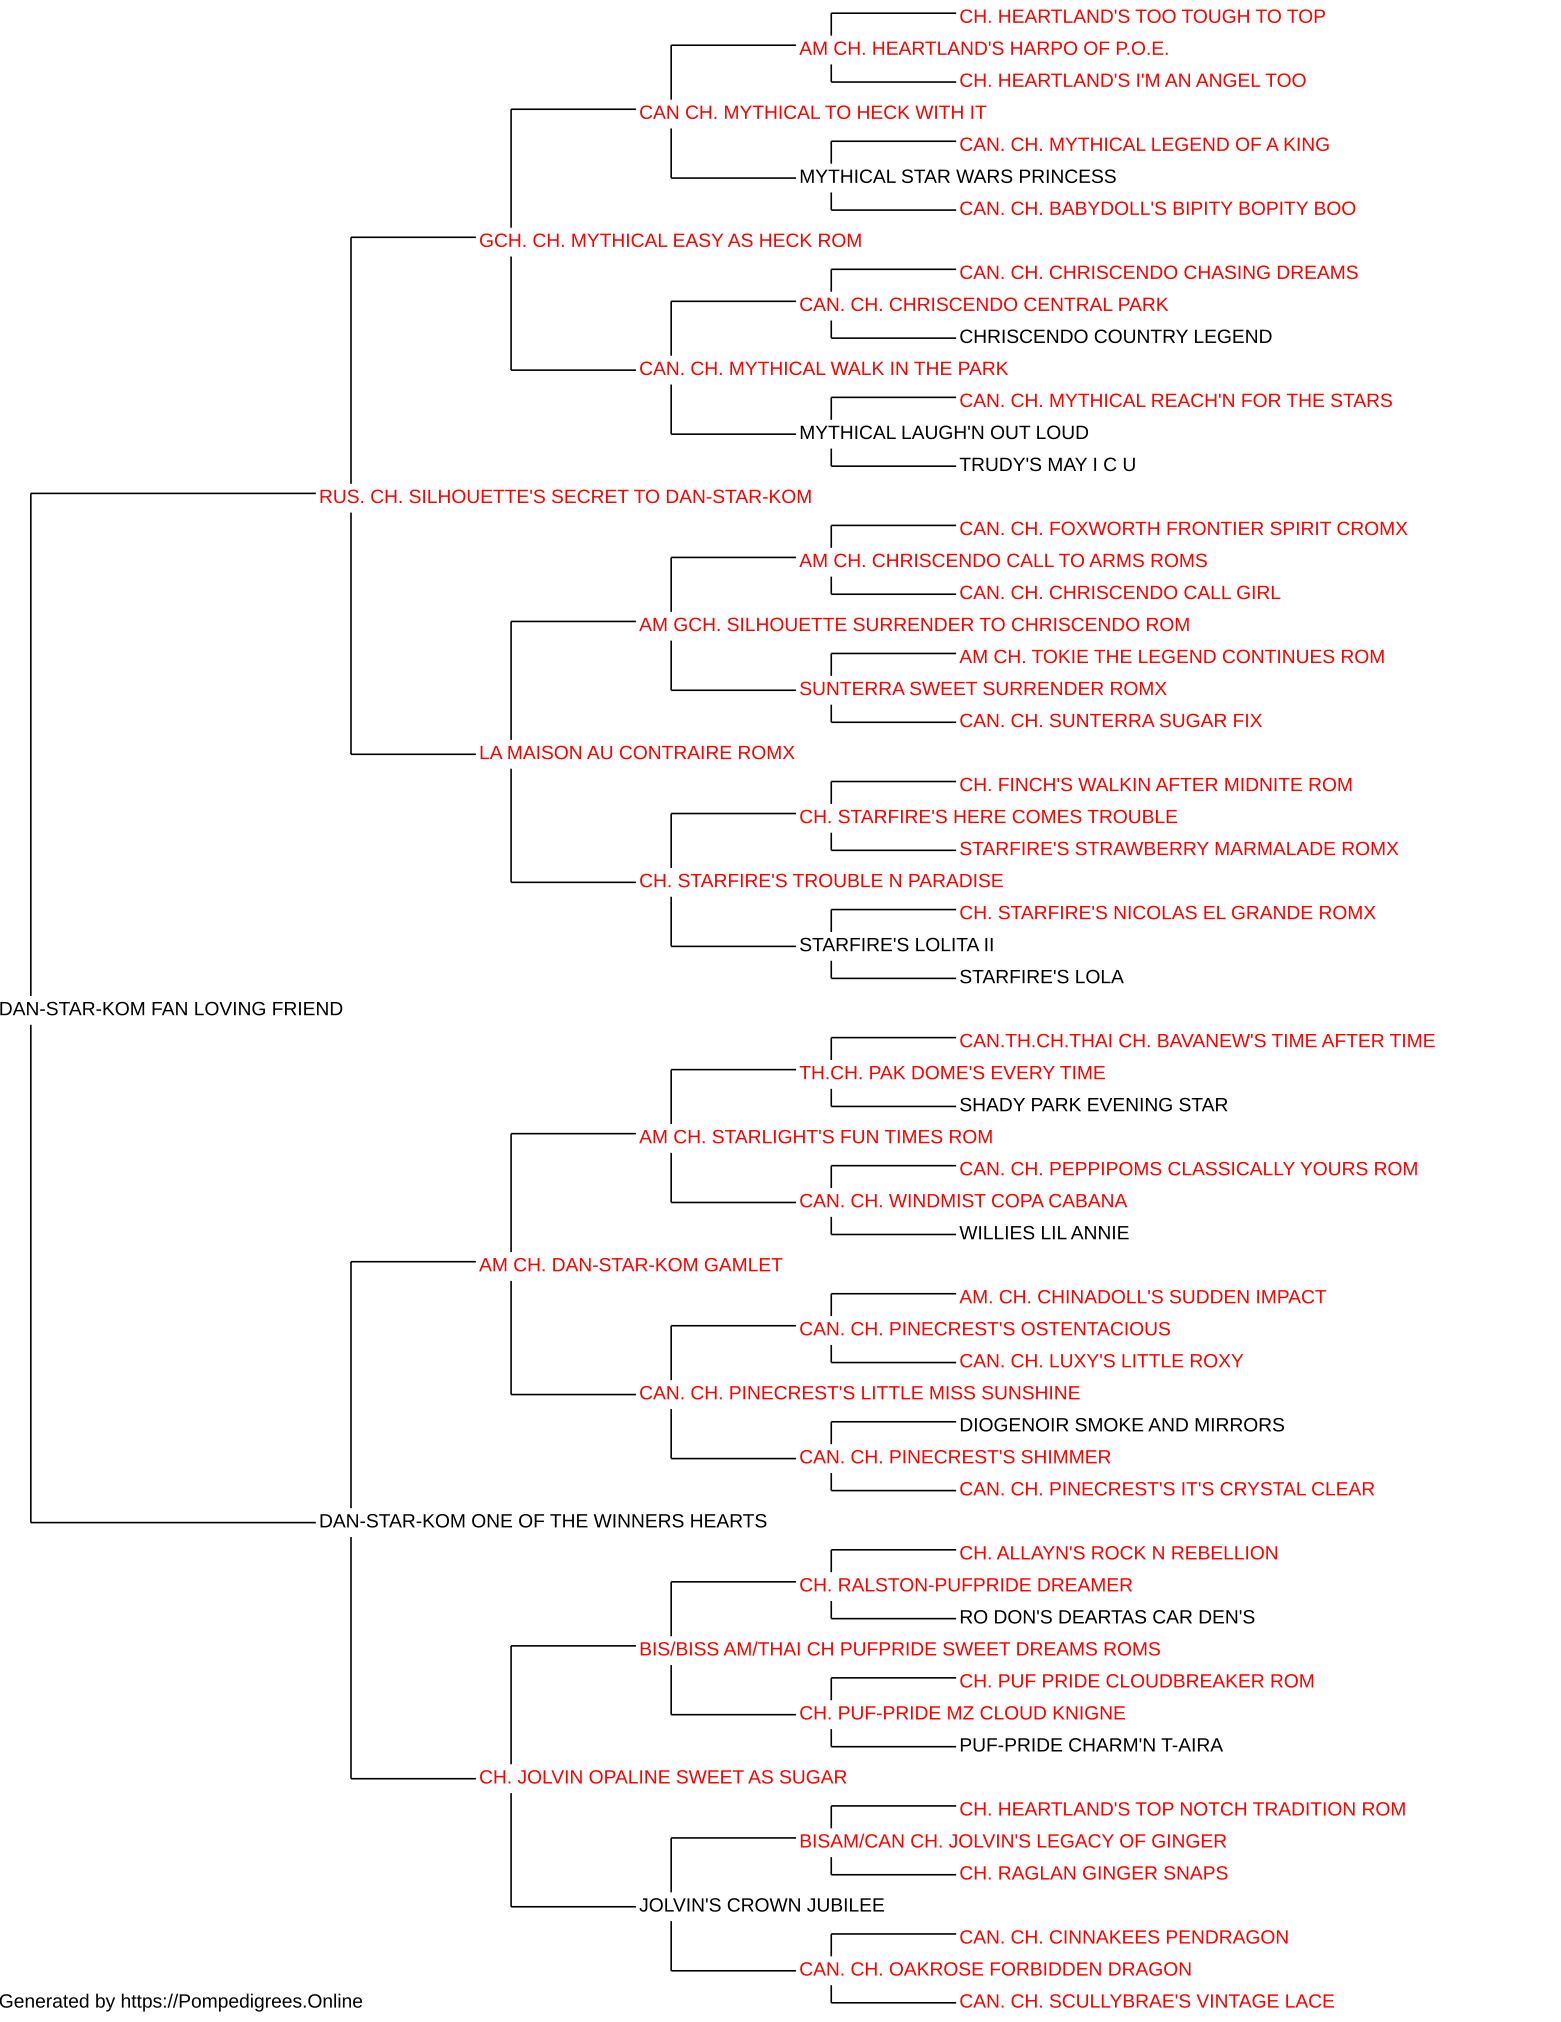 CH. HEARTLAND'S TOO TOUGH TO TOP
AM CH. HEARTLAND'S HARPO OF P.O.E.
CH. HEARTLAND'S I'M AN ANGEL TOO
CAN CH. MYTHICAL TO HECK WITH IT
CAN. CH. MYTHICAL LEGEND OF A KING
MYTHICAL STAR WARS PRINCESS
CAN. CH. BABYDOLL'S BIPITY BOPITY BOO
GCH. CH. MYTHICAL EASY AS HECK ROM
CAN. CH. CHRISCENDO CHASING DREAMS
CAN. CH. CHRISCENDO CENTRAL PARK
CHRISCENDO COUNTRY LEGEND
CAN. CH. MYTHICAL WALK IN THE PARK
CAN. CH. MYTHICAL REACH'N FOR THE STARS
MYTHICAL LAUGH'N OUT LOUD
TRUDY'S MAY I C U
RUS. CH. SILHOUETTE'S SECRET TO DAN-STAR-KOM
CAN. CH. FOXWORTH FRONTIER SPIRIT CROMX
AM CH. CHRISCENDO CALL TO ARMS ROMS
CAN. CH. CHRISCENDO CALL GIRL
AM GCH. SILHOUETTE SURRENDER TO CHRISCENDO ROM
AM CH. TOKIE THE LEGEND CONTINUES ROM
SUNTERRA SWEET SURRENDER ROMX
CAN. CH. SUNTERRA SUGAR FIX
LA MAISON AU CONTRAIRE ROMX
CH. FINCH'S WALKIN AFTER MIDNITE ROM
CH. STARFIRE'S HERE COMES TROUBLE
STARFIRE'S STRAWBERRY MARMALADE ROMX
CH. STARFIRE'S TROUBLE N PARADISE
CH. STARFIRE'S NICOLAS EL GRANDE ROMX
STARFIRE'S LOLITA II
STARFIRE'S LOLA
DAN-STAR-KOM FAN LOVING FRIEND
CAN.TH.CH.THAI CH. BAVANEW'S TIME AFTER TIME
TH.CH. PAK DOME'S EVERY TIME
SHADY PARK EVENING STAR
AM CH. STARLIGHT'S FUN TIMES ROM
CAN. CH. PEPPIPOMS CLASSICALLY YOURS ROM
CAN. CH. WINDMIST COPA CABANA
WILLIES LIL ANNIE
AM CH. DAN-STAR-KOM GAMLET
AM. CH. CHINADOLL'S SUDDEN IMPACT
CAN. CH. PINECREST'S OSTENTACIOUS
CAN. CH. LUXY'S LITTLE ROXY
CAN. CH. PINECREST'S LITTLE MISS SUNSHINE
DIOGENOIR SMOKE AND MIRRORS
CAN. CH. PINECREST'S SHIMMER
CAN. CH. PINECREST'S IT'S CRYSTAL CLEAR
DAN-STAR-KOM ONE OF THE WINNERS HEARTS
CH. ALLAYN'S ROCK N REBELLION
CH. RALSTON-PUFPRIDE DREAMER
RO DON'S DEARTAS CAR DEN'S
BIS/BISS AM/THAI CH PUFPRIDE SWEET DREAMS ROMS
CH. PUF PRIDE CLOUDBREAKER ROM
CH. PUF-PRIDE MZ CLOUD KNIGNE
PUF-PRIDE CHARM'N T-AIRA
CH. JOLVIN OPALINE SWEET AS SUGAR
CH. HEARTLAND'S TOP NOTCH TRADITION ROM
BISAM/CAN CH. JOLVIN'S LEGACY OF GINGER
CH. RAGLAN GINGER SNAPS
JOLVIN'S CROWN JUBILEE
CAN. CH. CINNAKEES PENDRAGON
CAN. CH. OAKROSE FORBIDDEN DRAGON
CAN. CH. SCULLYBRAE'S VINTAGE LACE
Generated by https://Pompedigrees.Online